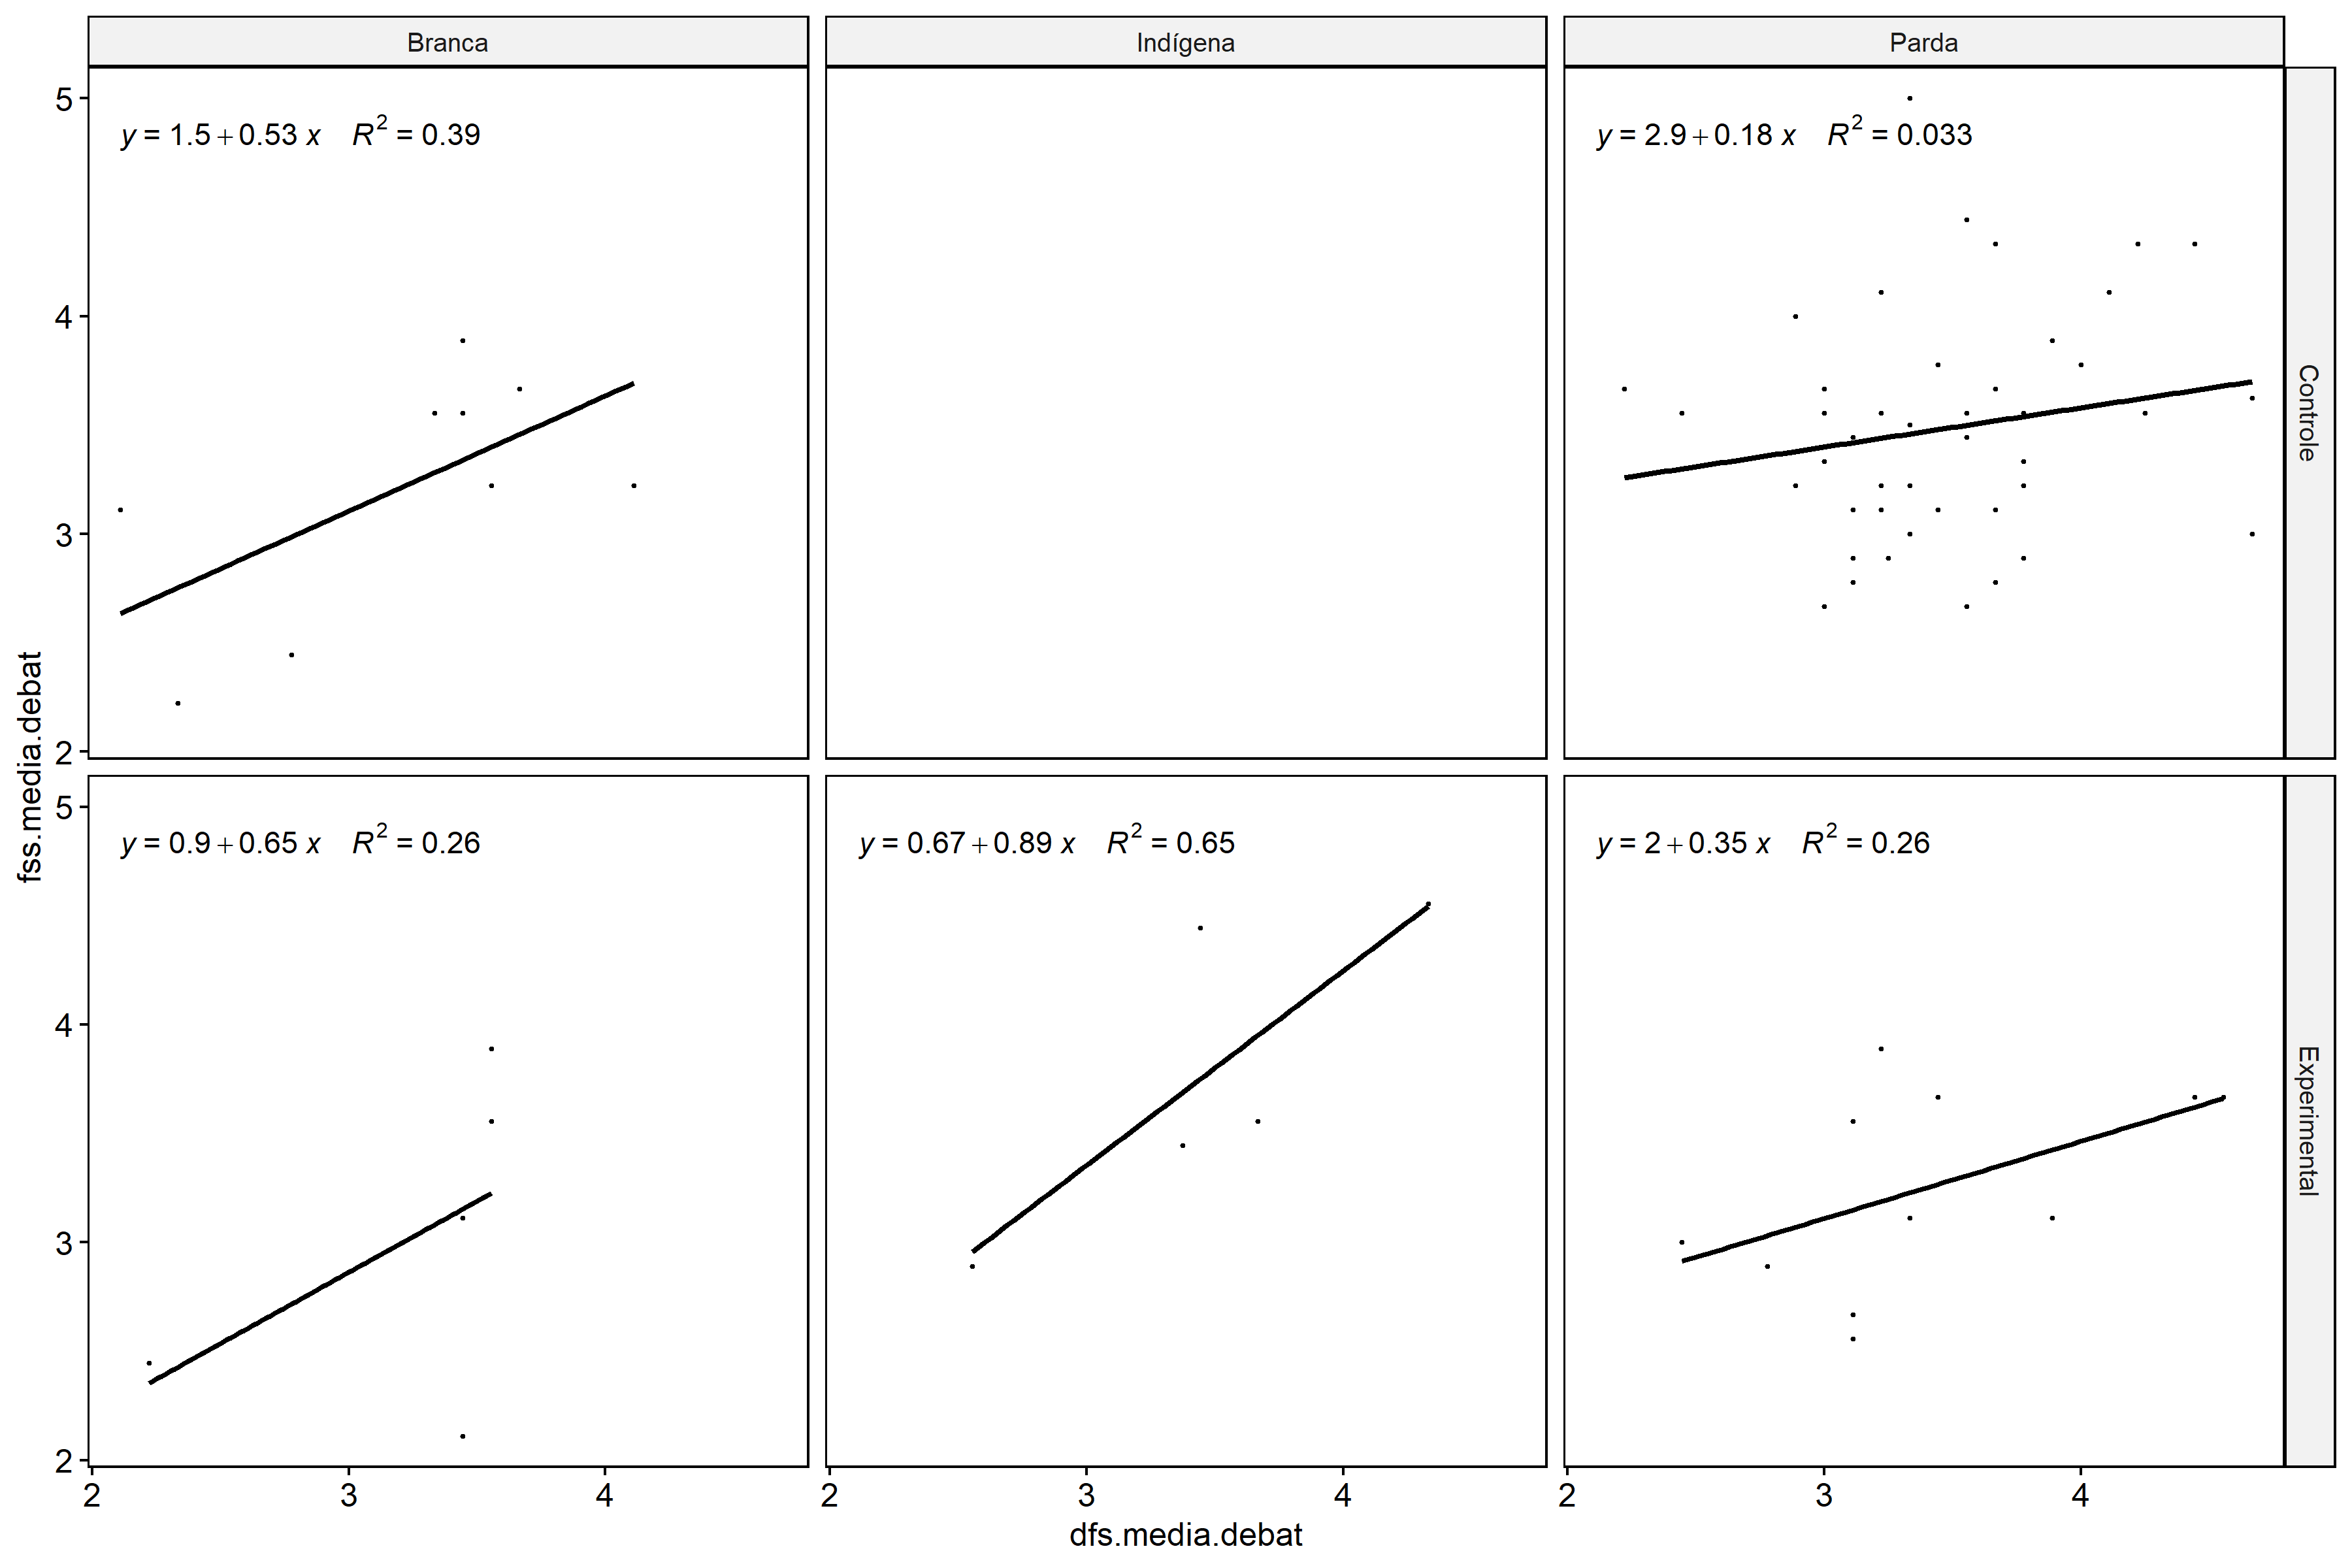 Branca
Indígena
Parda
5
4
3
2
y = 1.5 + 0.53 x R² = 0.39
y = 2.9 + 0.18 x R² = 0.033
Controle
fss.media.debat
5
4
3
2
y = 0.9 + 0.65 x R² = 0.26
y = 0.67 + 0.89 x R² = 0.65
y = 2 + 0.35 x R² = 0.26
Experimental
2 3 4
2 3 4
2 3 4
dfs.media.debat